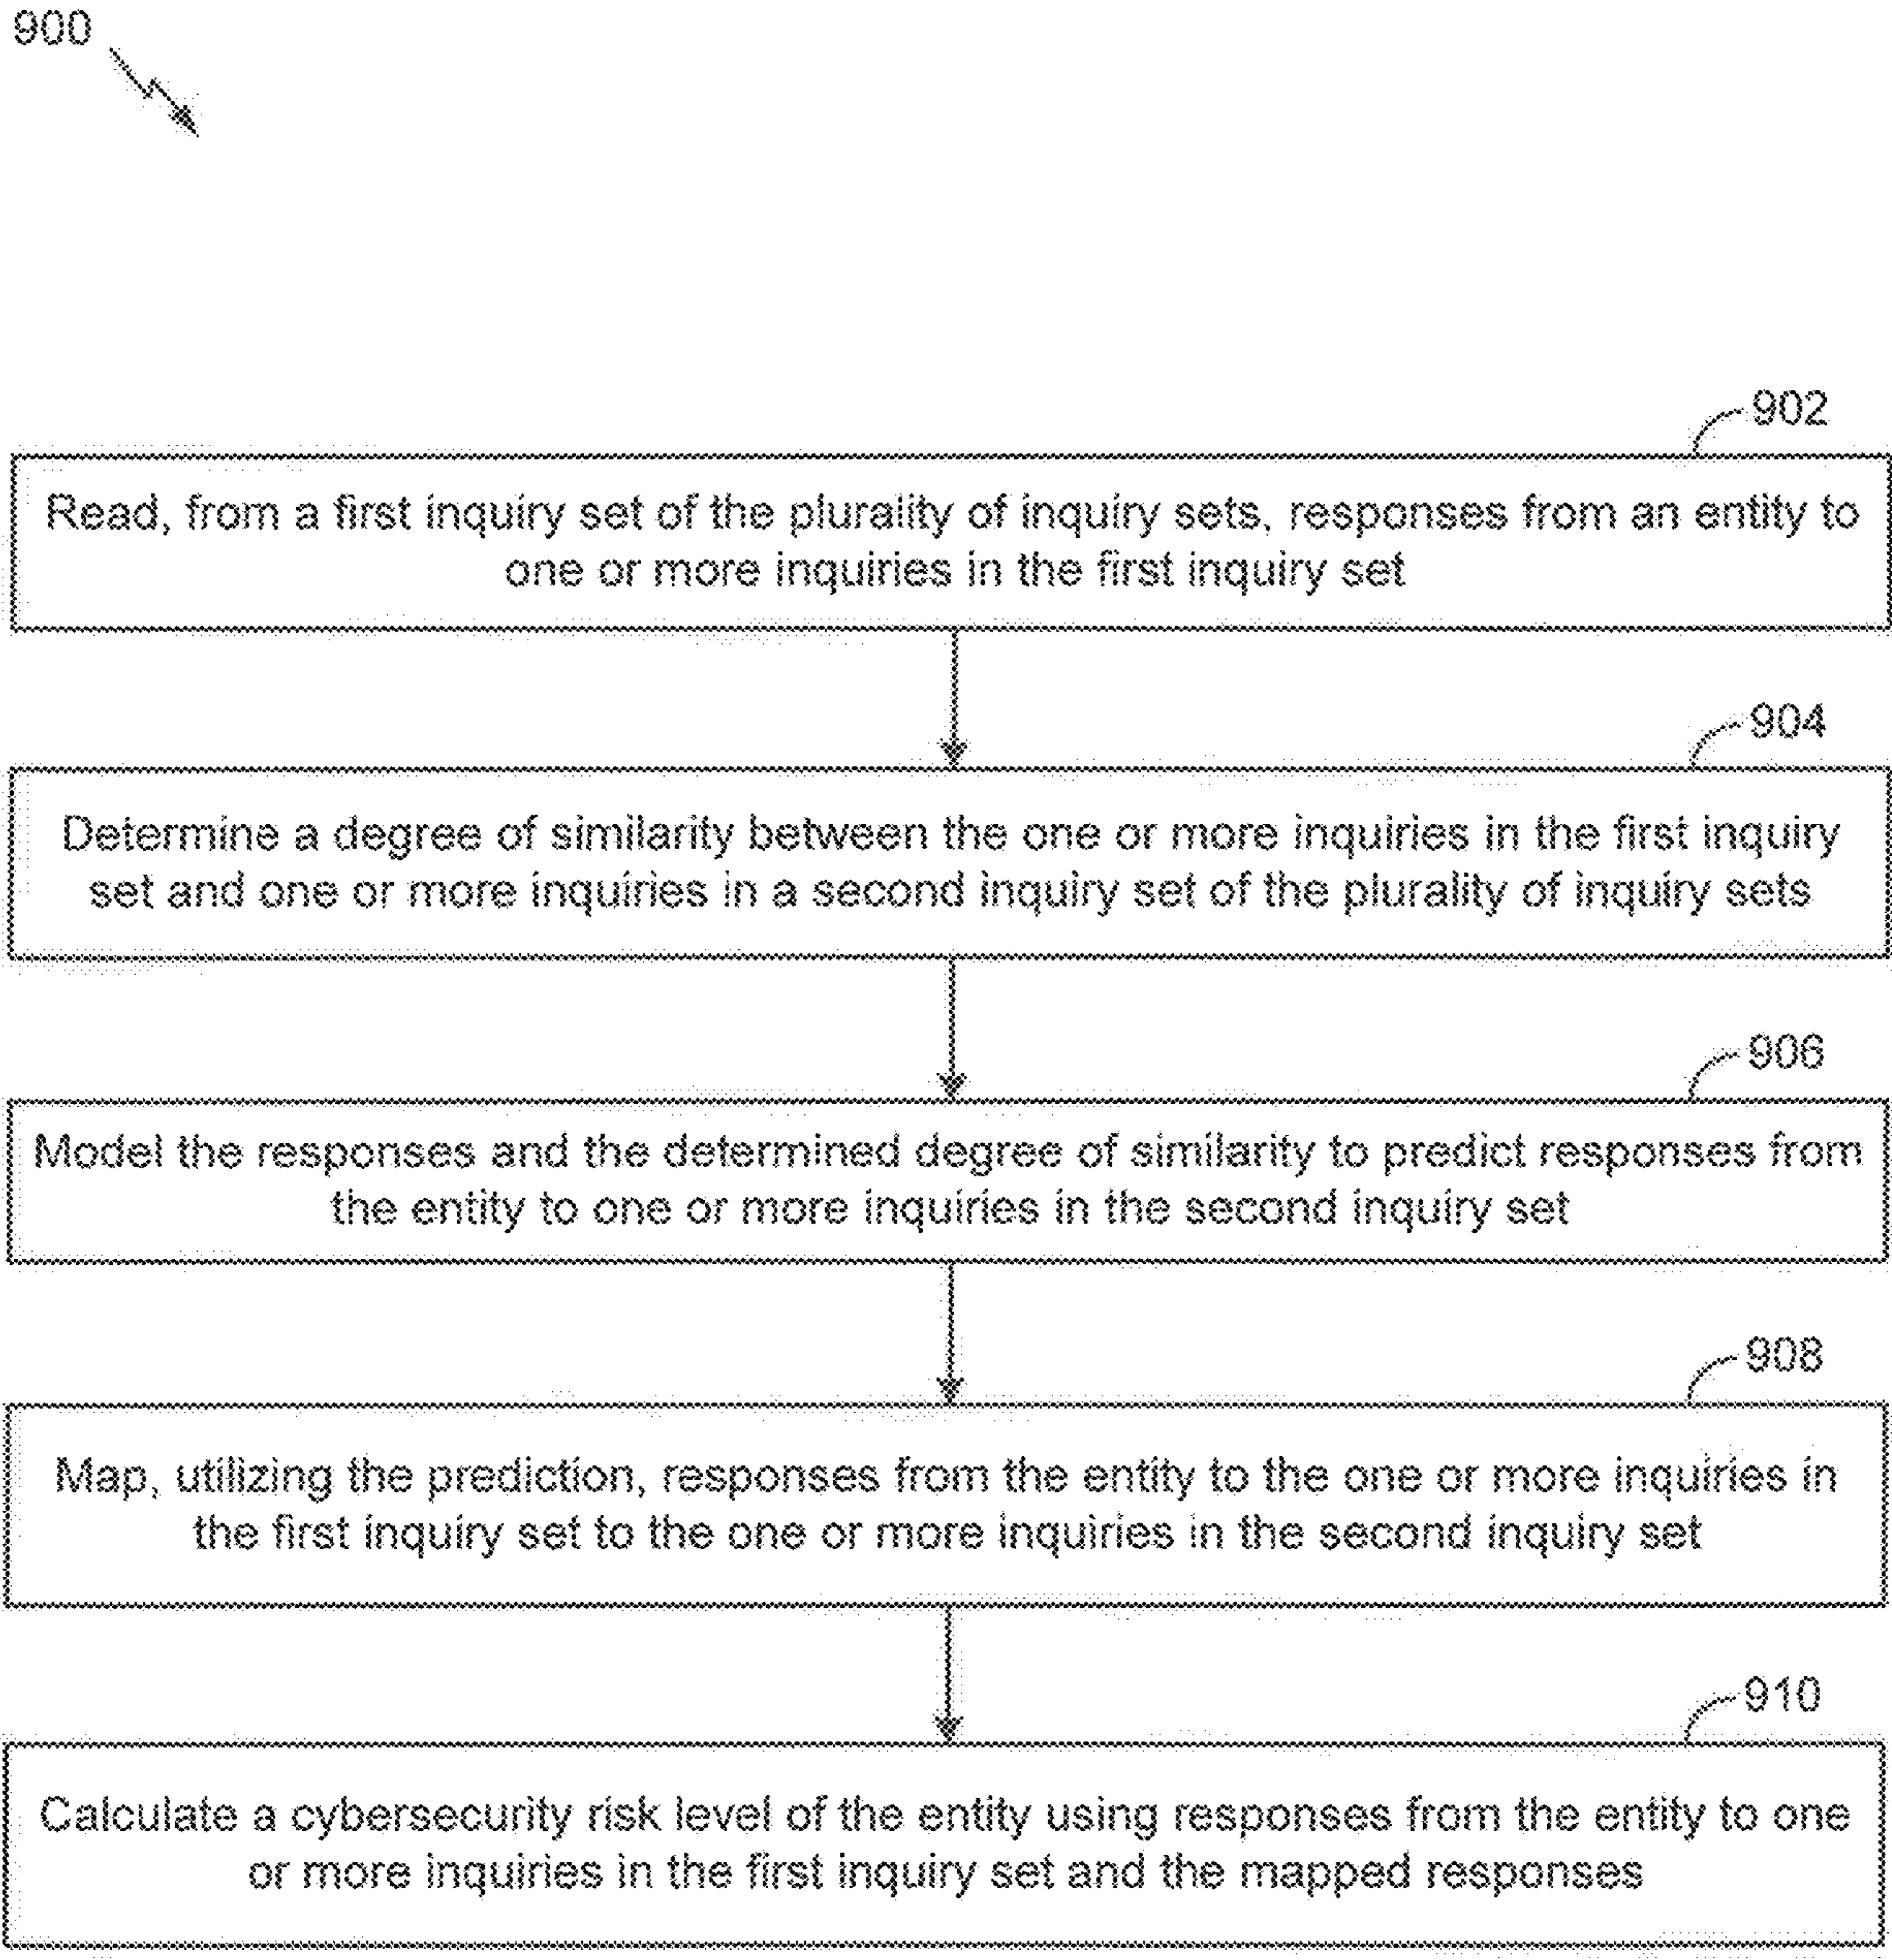 900
902
Read, from a first inquiry set of the plurality of inquiry sets, responses from an entity to
one or more inquiries in the first inquiry set
904
Determine a degree of similarity between the one or more inquiries in the first inquiry
set and one or more inquiries in a second inquiry set of the plurality of inquiry sets
906
Model the responses and the determined degree of similarity to predict responses from
the entity to one or more inquiries in the second inquiry set
908
Map, utilizing the prediction, responses from the entity to the one or more inquiries in
the first inquiry set to the one or more inquiries in the second inquiry set
910
Calculate a cybersecurity risk level of the entity using responses from the entity to one
or more inquiries in the first inquiry set and the mapped responses